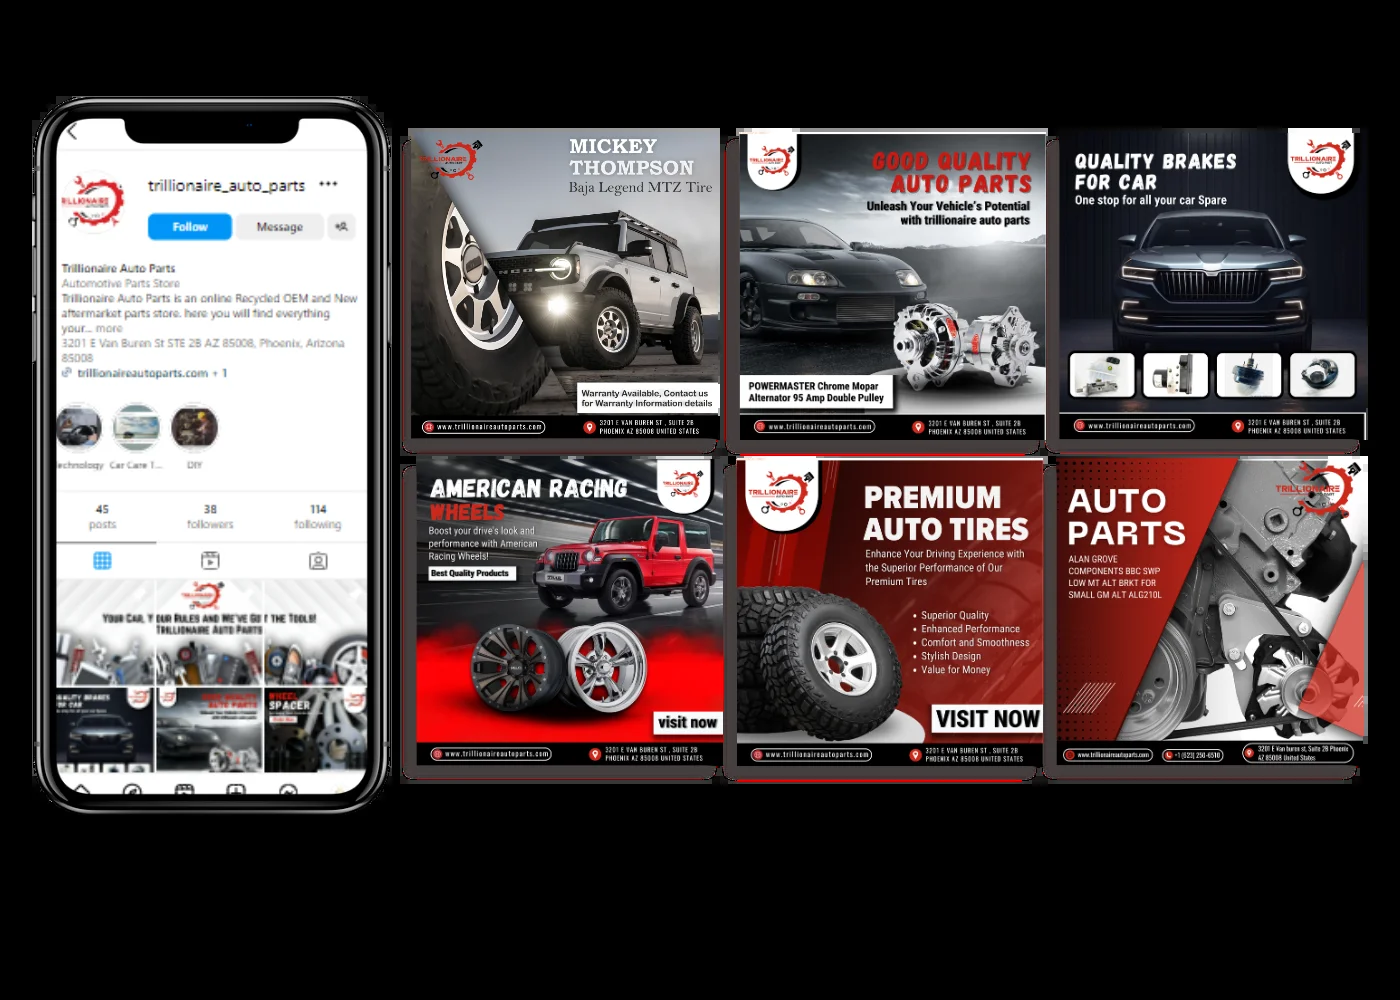 trillionaire_auto_parts
Follow
Message
Trillionaire Auto Parts
Automotive Parts Store
Trillionaire Auto Parts is an online Recycled OEM and New
aftermarket parts store. here you will find everything
your... more
3201 E Van Buren St STE 2B AZ 85008, Phoenix, Arizona
85008
trillionaireautoparts.com + 1
echnology
Car Care T...
DIY
45
posts
38
followers
114
following
YOUR CAR, Y OUR RULES AND WE'VE GO T THE TOOLS!
TRILLIONAIRE AUTO PARTS
QUALITY BRAKES
FOR CAR
WHEEL
SPACER
TRILLIONAIRE
MICKEY
THOMPSON
Baja Legend MTZ Tire
Warranty Available, Contact us
for Warranty Information details
www.trillionaireautoparts.com
3201 E VAN BUREN ST , SUITE 2B
PHOENIX AZ 85008 UNITED STATES
TRILLIONAIRE
GOOD QUALITY
AUTO PARTS
Unleash Your Vehicle's Potential
with trillionaire auto parts
POWERMASTER Chrome Mopar
Alternator 95 Amp Double Pulley
www.trillionaireautoparts.com
3201 E VAN BUREN ST , SUITE 2B
PHOENIX AZ 85008 UNITED STATES
QUALITY BRAKES
FOR CAR
One stop for all your car Spare
TRILLIONAIRE
www.trillionaireautoparts.com
3201 E VAN BUREN ST , SUITE 2B
PHOENIX AZ 85008 UNITED STATES
AMERICAN RACING
WHEELS
Boost your drive's look and
performance with American
Racing Wheels!
Best Quality Products
TRILLIONAIRE
visit now
www.trillionaireautoparts.com
3201 E VAN BUREN ST , SUITE 2B
PHOENIX AZ 85008 UNITED STATES
TRILLIONAIRE
PREMIUM
AUTO TIRES
Enhance Your Driving Experience with
the Superior Performance of Our
Premium Tires
• Superior Quality
• Enhanced Performance
• Comfort and Smoothness
• Stylish Design
• Value for Money
VISIT NOW
www.trillionaireautoparts.com
3201 E VAN BUREN ST , SUITE 2B
PHOENIX AZ 85008 UNITED STATES
AUTO
PARTS
ALAN GROVE
COMPONENTS BBC SWP
LOW MT ALT BRKT FOR
SMALL GM ALT ALG210L
TRILLIONAIRE
www.trillionaireautoparts.com
+1 (623) 250-6510
3201 E Van buren st, Suite 2B Phoenix
AZ 85008 United States